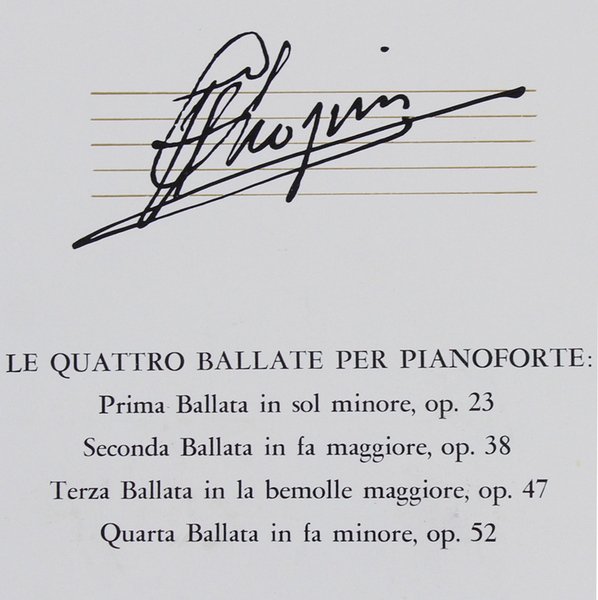 Chopin
LE QUATTRO BALLATE PER PIANOFORTE:
Prima Ballata in sol minore, op. 23
Seconda Ballata in fa maggiore, op. 38
Terza Ballata in la bemolle maggiore, op. 47
Quarta Ballata in fa minore, op. 52